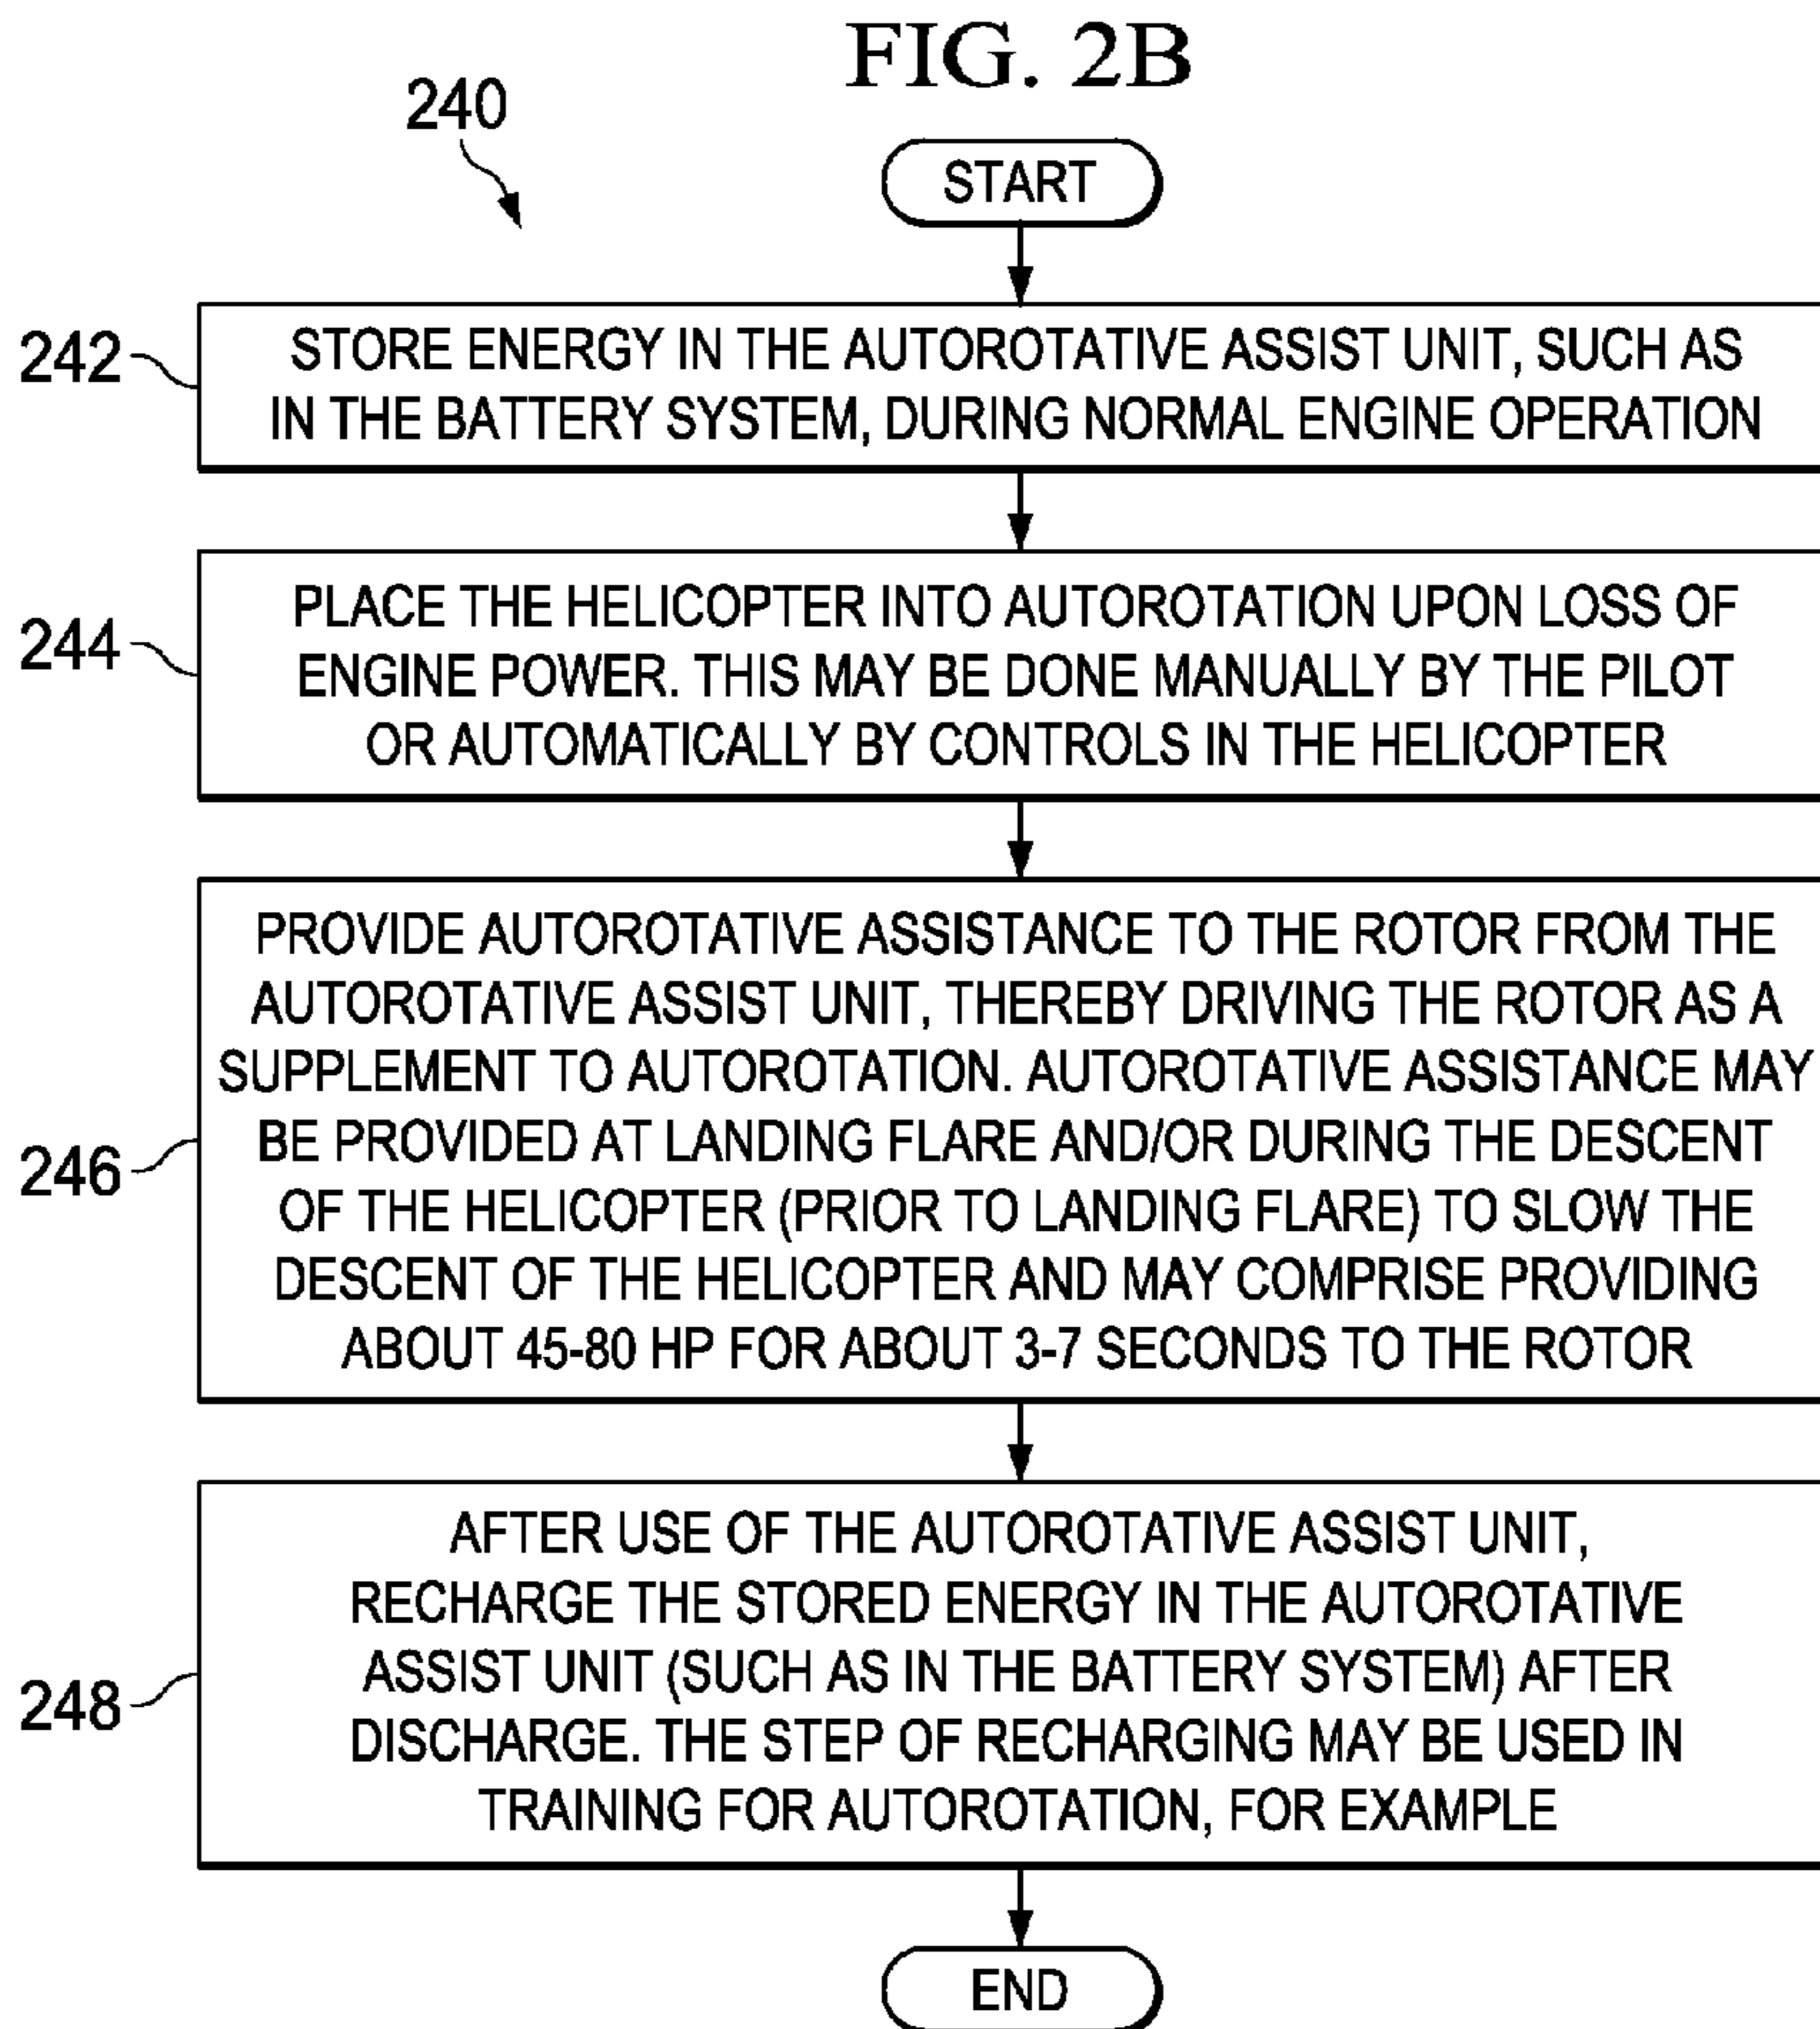 FIG. 2B
240
START
242
STORE ENERGY IN THE AUTOROTATIVE ASSIST UNIT, SUCH AS
IN THE BATTERY SYSTEM, DURING NORMAL ENGINE OPERATION
244
PLACE THE HELICOPTER INTO AUTOROTATION UPON LOSS OF
ENGINE POWER. THIS MAY BE DONE MANUALLY BY THE PILOT
OR AUTOMATICALLY BY CONTROLS IN THE HELICOPTER
246
PROVIDE AUTOROTATIVE ASSISTANCE TO THE ROTOR FROM THE
AUTOROTATIVE ASSIST UNIT, THEREBY DRIVING THE ROTOR AS A
SUPPLEMENT TO AUTOROTATION. AUTOROTATIVE ASSISTANCE MAY
BE PROVIDED AT LANDING FLARE AND/OR DURING THE DESCENT
OF THE HELICOPTER (PRIOR TO LANDING FLARE) TO SLOW THE
DESCENT OF THE HELICOPTER AND MAY COMPRISE PROVIDING
ABOUT 45-80 HP FOR ABOUT 3-7 SECONDS TO THE ROTOR
248
AFTER USE OF THE AUTOROTATIVE ASSIST UNIT,
RECHARGE THE STORED ENERGY IN THE AUTOROTATIVE
ASSIST UNIT (SUCH AS IN THE BATTERY SYSTEM) AFTER
DISCHARGE. THE STEP OF RECHARGING MAY BE USED IN
TRAINING FOR AUTOROTATION, FOR EXAMPLE
END